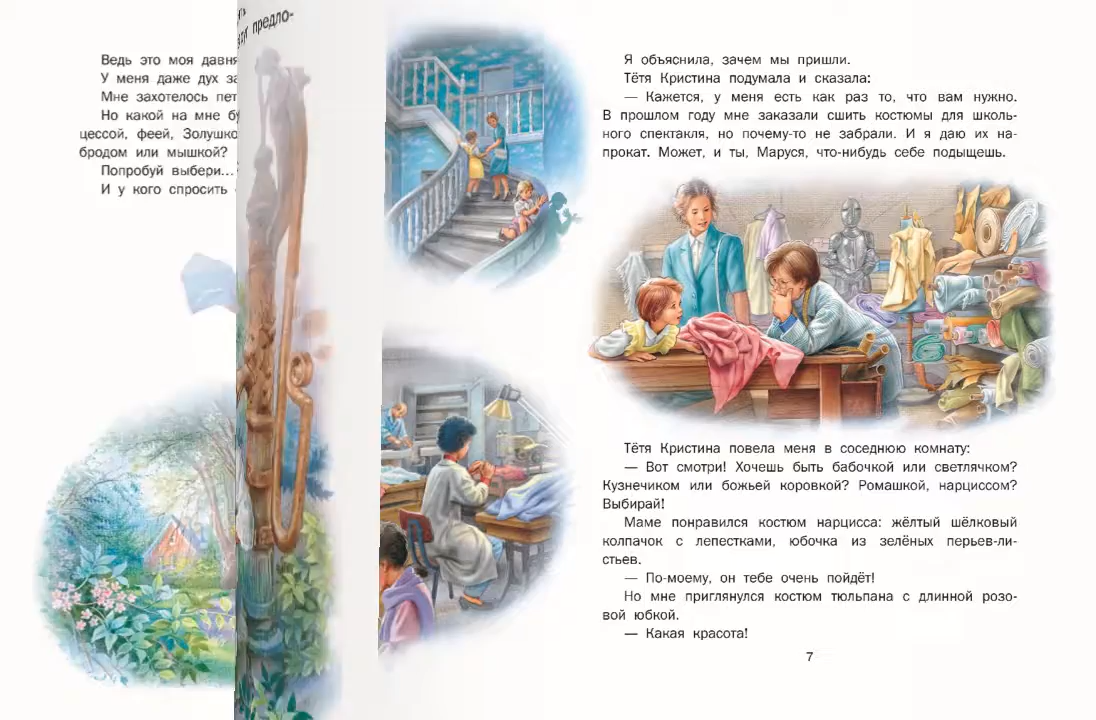 предло-
Ведь это моя
У меня даже дух
Мне захотелось
Но какой на мне
цессой, феей,
бродом или мышкой?
Попробуй выбери...
И у кого спросить
Я объяснила, зачем мы пришли.
Тётя Кристина подумала и сказала:
— Кажется, у меня есть как раз то, что вам нужно.
В прошлом году мне заказали сшить костюмы для школь-
ного спектакля, но почему-то не забрали. И я даю их на-
прокат. Может, и ты, Маруся, что-нибудь себе подыщешь.
Тётя Кристина повела меня в соседнюю комнату:
— Вот смотри! Хочешь быть бабочкой или светлячком?
Кузнечиком или божьей коровкой? Ромашкой, нарциссом?
Выбирай!
Маме понравился костюм нарцисса: жёлтый шёлковый
колпачок с лепестками, юбочка из зелёных перьев-ли-
стьев.
— По-моему, он тебе очень пойдёт!
Но мне приглянулся костюм тюльпана с длинной розо-
вой юбкой.
— Какая красота!
7